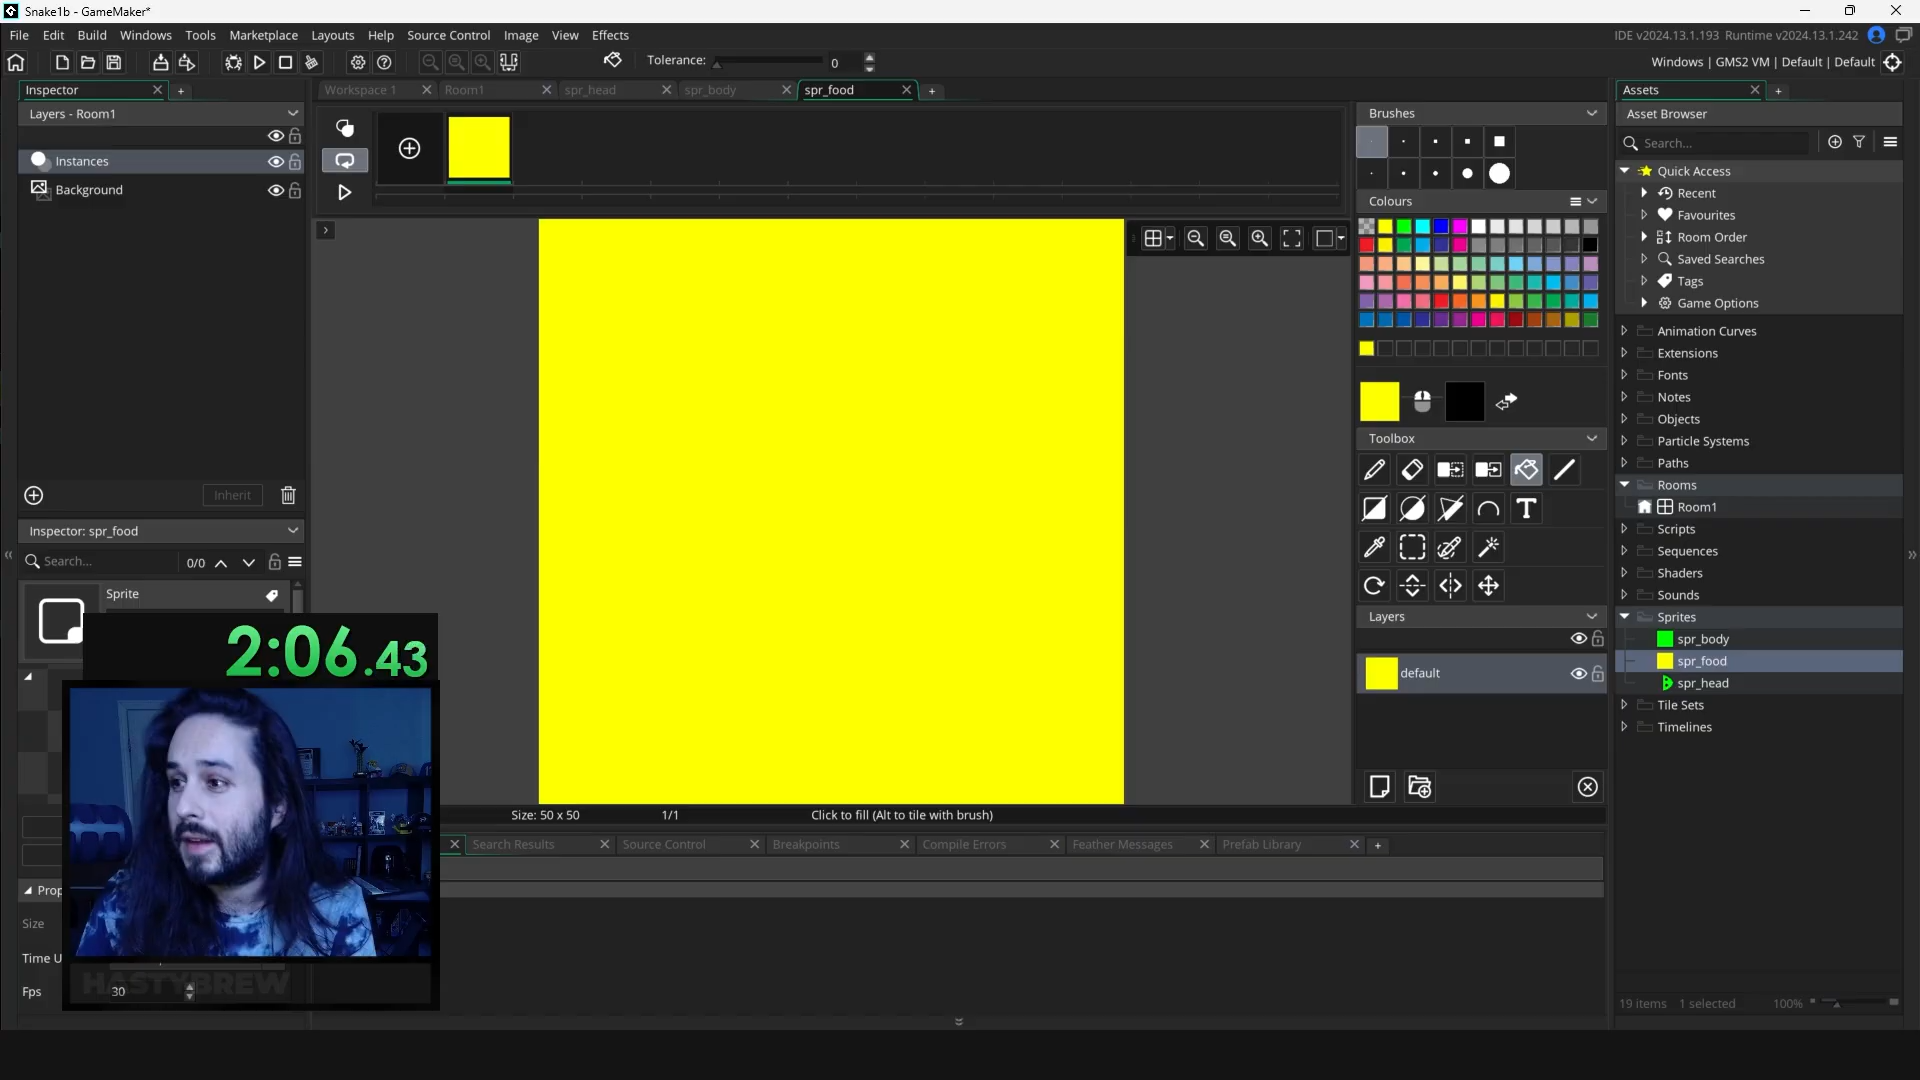 Snake1b - GameMaker*
File Edit Build Windows Tools Marketplace Layouts Help Source Control Image View Effects
IDE v2024.13.1.193 Runtime v2024.13.1.242
Tolerance: 0
Windows | GMS2 VM | Default | Default
Inspector
Workspace 1 Room1 spr_head spr_body spr_food
Assets
Layers - Room1
Brushes
Asset Browser
Search...
Instances
Background
Quick Access
Recent
Colours
Favourites
Room Order
Saved Searches
Tags
Game Options
Animation Curves
Extensions
Fonts
Notes
Objects
Toolbox
Particle Systems
Paths
Rooms
Inherit
Room1
Inspector: spr_food
Scripts
Sequences
Search... 0/0
Shaders
Sprite
Sounds
Layers
Sprites
2:06.43
spr_body
spr_food
default
spr_head
Tile Sets
Timelines
Size: 50 x 50 1/1 Click to fill (Alt to tile with brush)
Search Results Source Control Breakpoints Compile Errors Feather Messages Prefab Library
Prop
Size
Time U
HASTYBREW
Fps 30
19 items 1 selected 100%